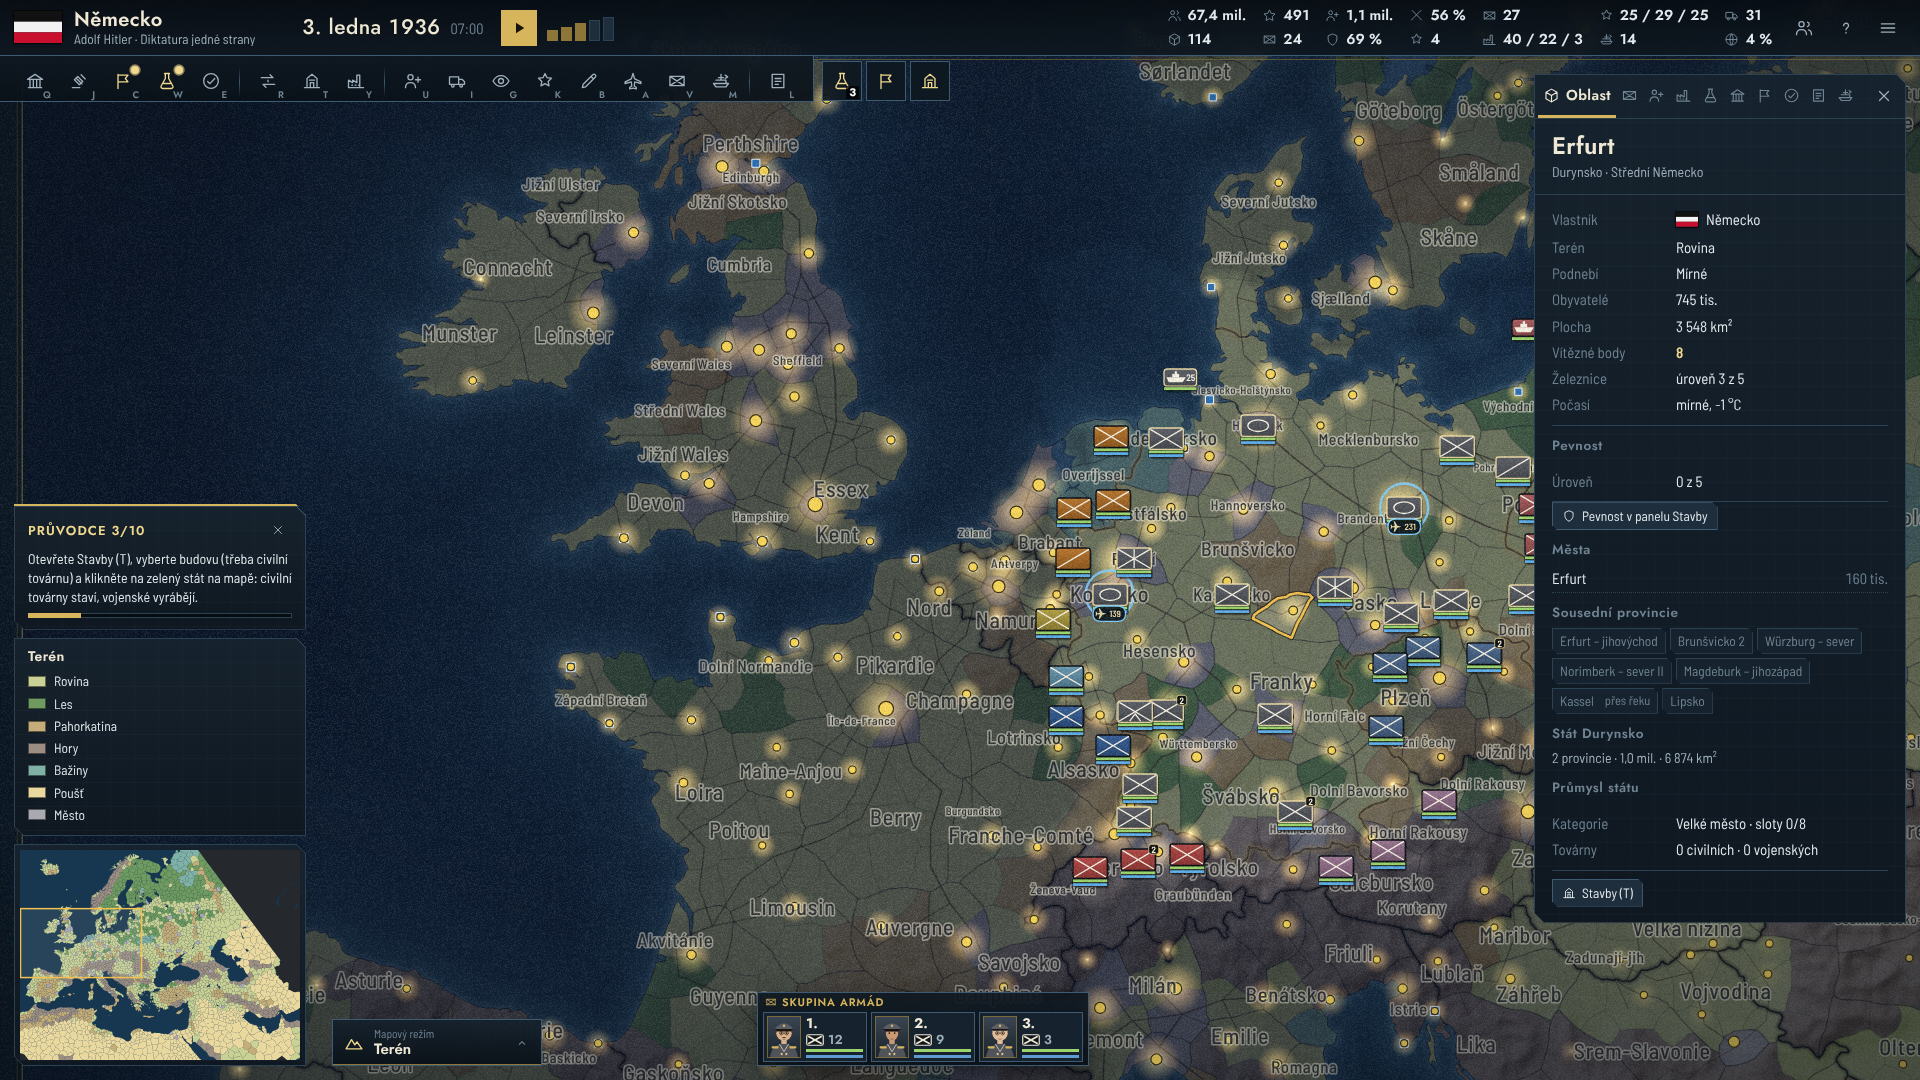 Německo
Adolf Hitler · Diktatura jedné strany
3. ledna 1936 07:00
67,4 mil. 491 1,1 mil. 56 % 27 25 / 29 / 25 31
114 24 69 % 4 40 / 22 / 3 14 4 %
Q J C W E R T Y U I G K B A V M L
3
Oblast
Erfurt
Durynsko · Střední Německo
Vlastník Německo
Terén Rovina
Podnebí Mírné
Obyvatelé 745 tis.
Plocha 3 548 km²
Vítězné body 8
Železnice úroveň 3 z 5
Počasí mírné, -1 °C
Pevnost
Úroveň 0 z 5
Pevnost v panelu Stavby
Města
Erfurt 160 tis.
Sousední provincie
Erfurt – jihovýchod Brunšvicko 2 Würzburg – sever
Norimberk – sever II Magdeburk – jihozápad
Kassel přes řeku Lipsko
Stát Durynsko
2 provincie · 1,0 mil. · 6 874 km²
Průmysl státu
Kategorie Velké město · sloty 0/8
Továrny 0 civilních · 0 vojenských
Stavby (T)
PRŮVODCE 3/10
Otevřete Stavby (T), vyberte budovu (třeba civilní
továrnu) a klikněte na zelený stát na mapě: civilní
továrny staví, vojenské vyrábějí.
Terén
Rovina
Les
Pahorkatina
Hory
Bažiny
Poušť
Město
Mapový režim
Terén
SKUPINA ARMÁD
1. 12
2. 9
3. 3
Sørlandet
Göteborg
Perthshire
Edinburgh
Jižní Ulster
Jižní Skotsko
Severní Irsko
Connacht
Cumbria
Munster
Leinster
Severní Wales
Sheffield
Střední Wales
Jižní Wales
Devon
Essex
Hampshire
Kent
Severní Jutsko
Jižní Jutsko
Sjælland
Småland
Skåne
25
Mecklenbursko
Overijssel
Hannoversko
Zéland
Brabant
Antverpy
Brunšvicko
231
139
Nord
Namur
Hesensko
Franky
Plzeň
Dolní Normandie
Pikardie
Champagne
Île-de-France
Západní Bretaň
Lotrinsko
Alsasko
Württembersko
Horní Falc
Maine-Anjou
Loira
Poitou
Berry
Burgundsko
Franche-Comté
Švábsko
Dolní Bavorsko
Dolní Rakousy
Horní Rakousy
Ženeva-Vaud
Graubünden
Korutany
Limousin
Auvergne
Akvitánie
Savojsko
Milán
Benátsko
Friuli
Lublaň
Maribor
Velká nížina
Zadunají-jih
Záhřeb
Vojvodina
Istrie
Emilie
Romagna
Lika
Srem-Slavonie
Asturie
Baskicko
Gaskoňsko
Languedoc